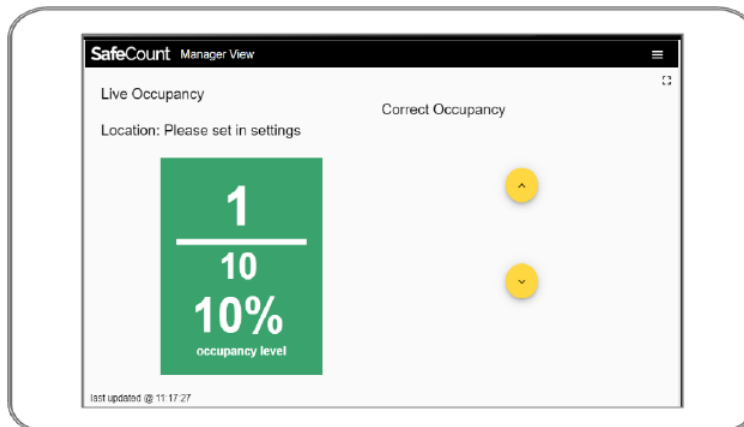 SafeCount Manager View
Live Occupancy
Location: Please set in settings
1
10
10%
occupancy level
Correct Occupancy
last updated @ 11:17:27